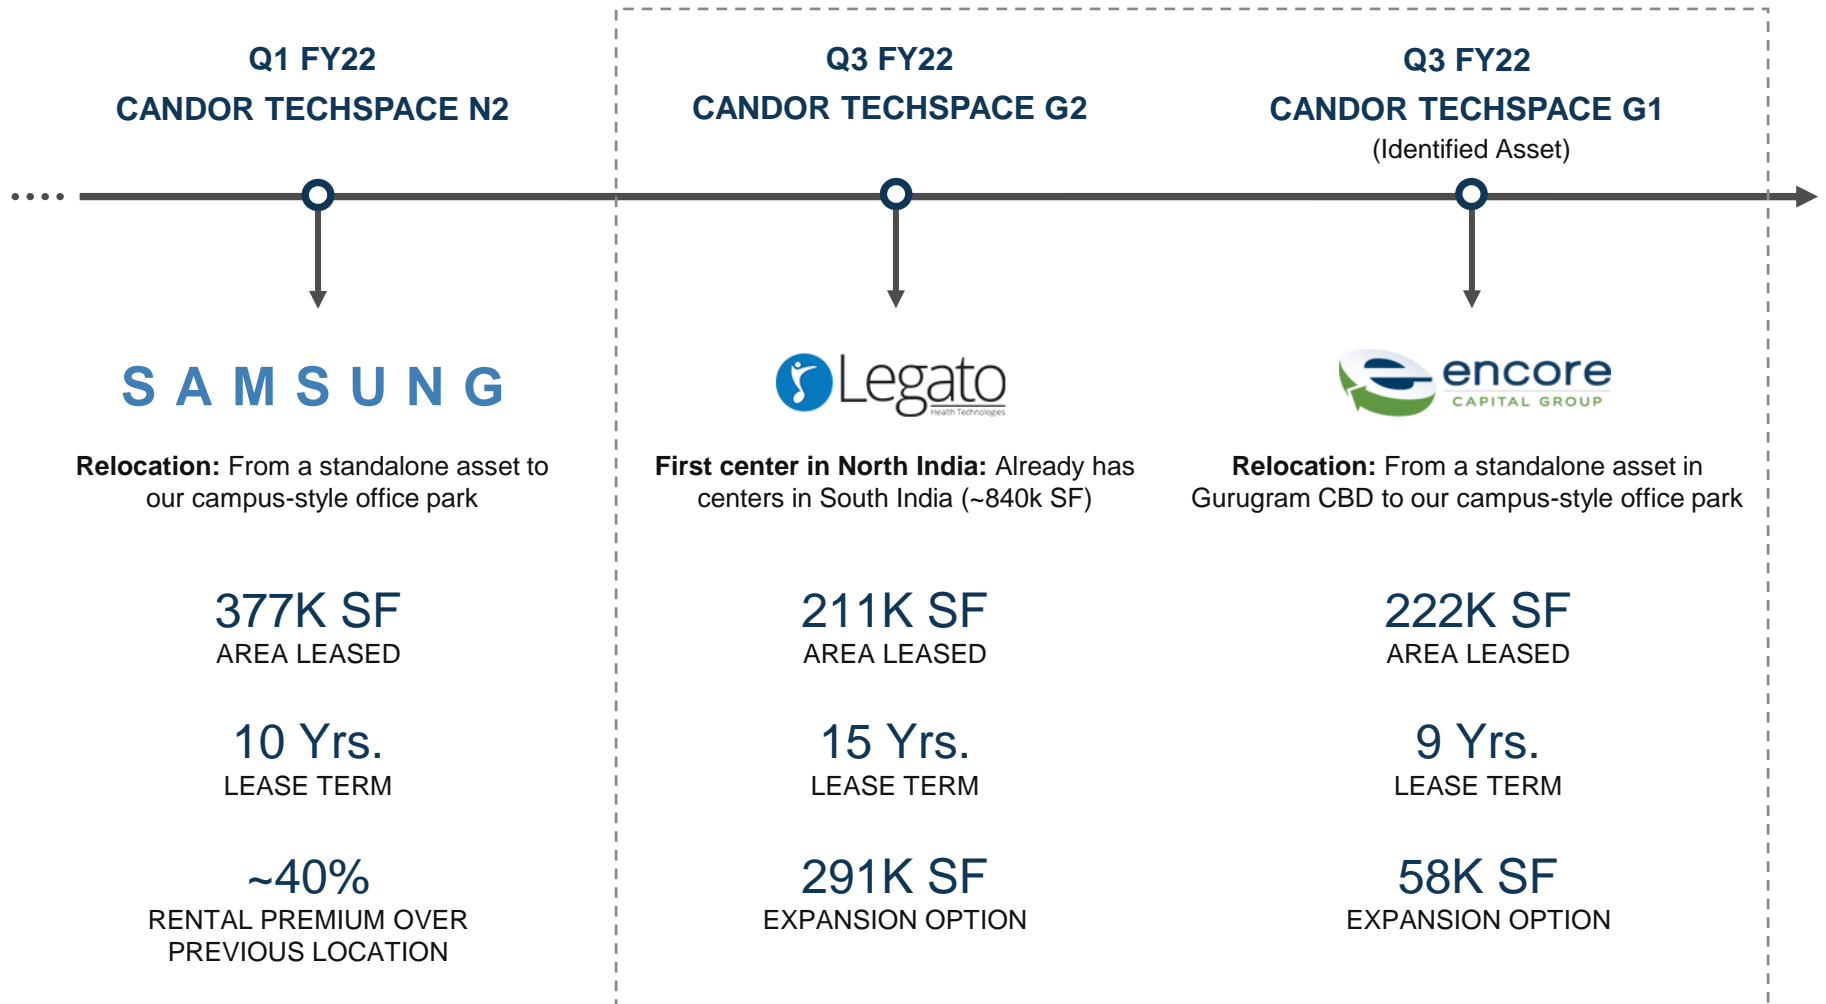 Q1 FY22
CANDOR TECHSPACE N2
Q3 FY22
CANDOR TECHSPACE G2
Q3 FY22
CANDOR TECHSPACE G1
(Identified Asset)
SAMSUNG
Relocation: From a standalone asset to
our campus-style office park
377K SF
AREA LEASED
10 Yrs.
LEASE TERM
~40%
RENTAL PREMIUM OVER
PREVIOUS LOCATION
Legato
Health Technologies
First center in North India: Already has
centers in South India (~840k SF)
211K SF
AREA LEASED
15 Yrs.
LEASE TERM
291K SF
EXPANSION OPTION
encore
CAPITAL GROUP
Relocation: From a standalone asset in
Gurugram CBD to our campus-style office park
222K SF
AREA LEASED
9 Yrs.
LEASE TERM
58K SF
EXPANSION OPTION